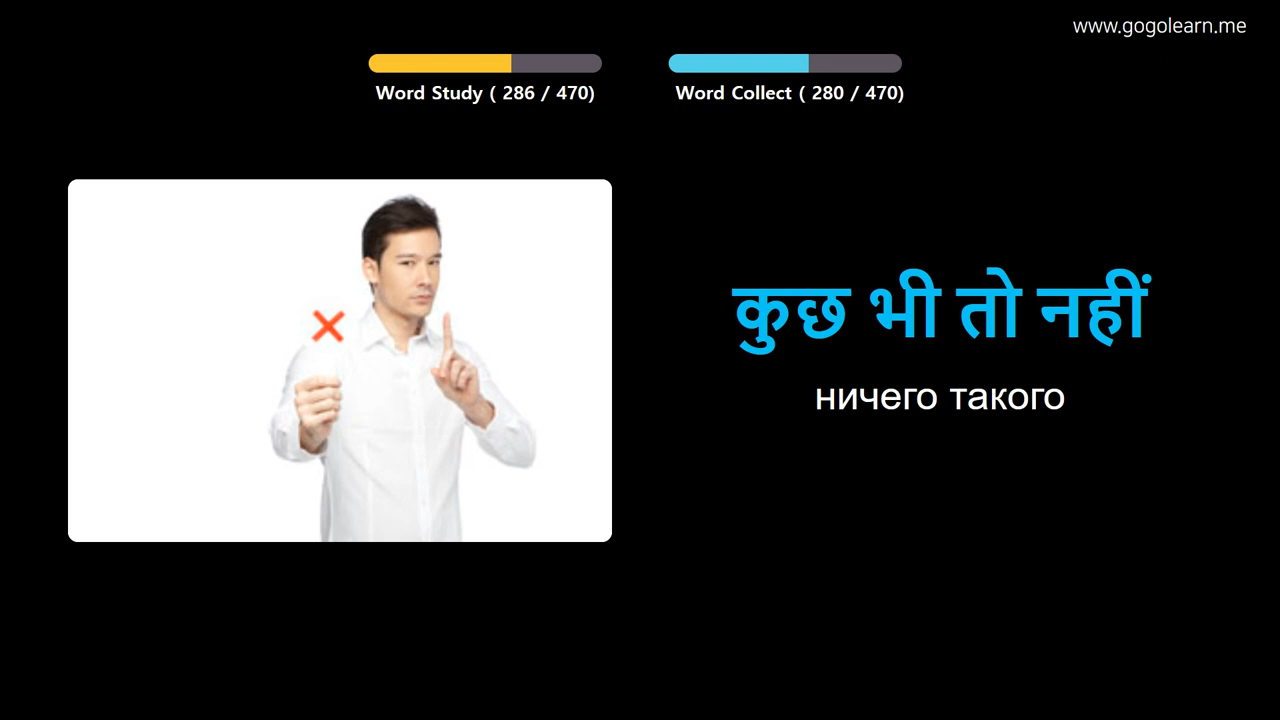 www.gogolearn.me
Word Study ( 286 / 470)
Word Collect ( 280 / 470)
कुछ भी तो नहीं
ничего такого